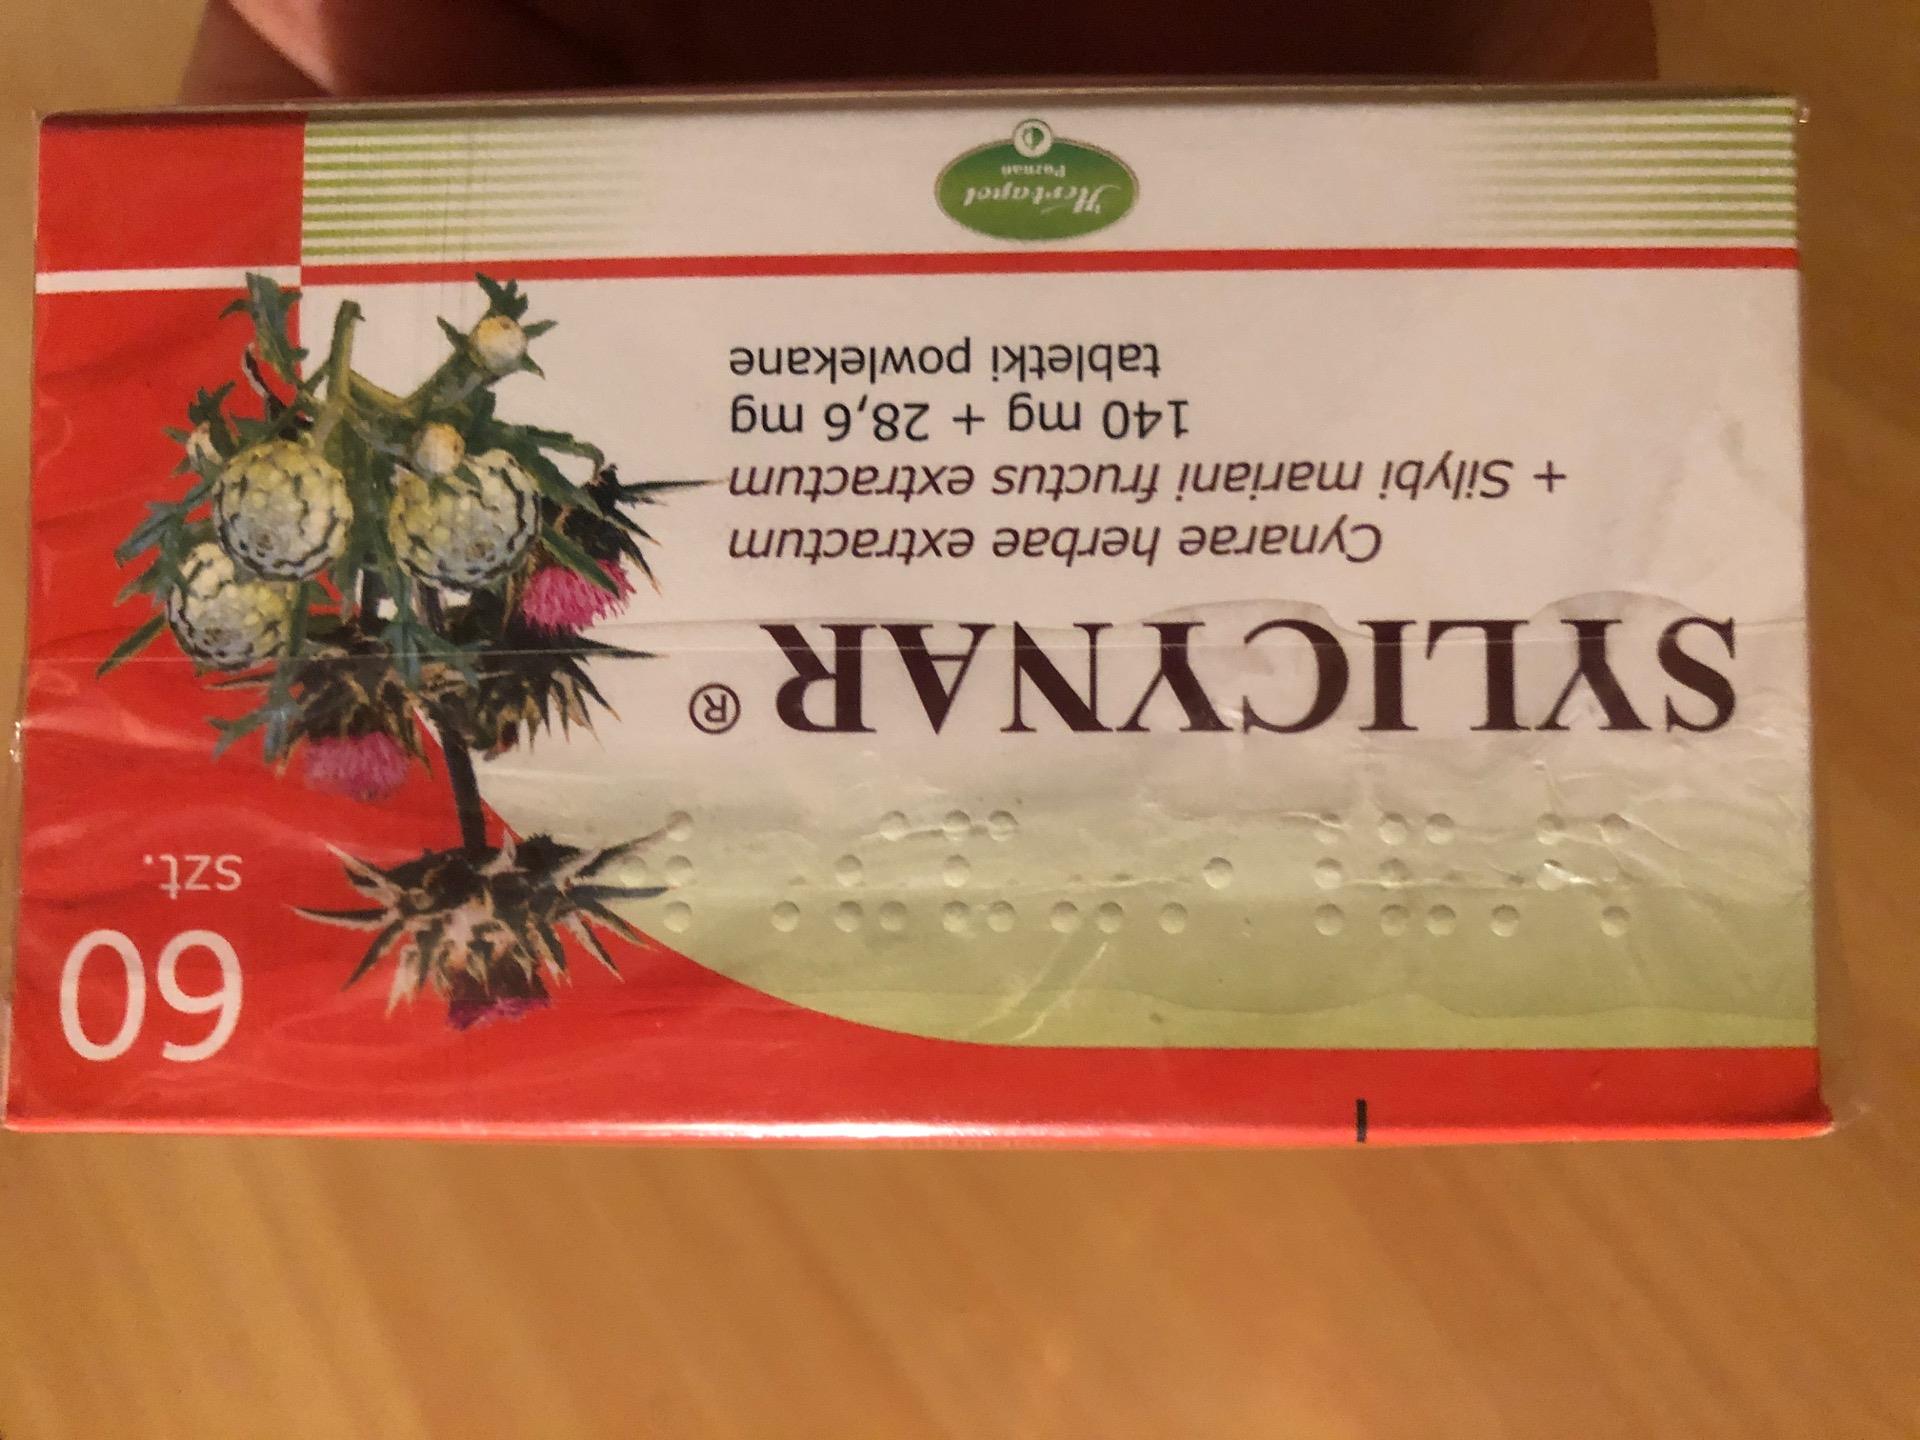 SYLICYNAR ®
Cynarae herbae extractum
+ Silybi mariani fructus extractum
140 mg + 28,6 mg
tabletki powlekane
Herbapol
Poznań
60
szt.